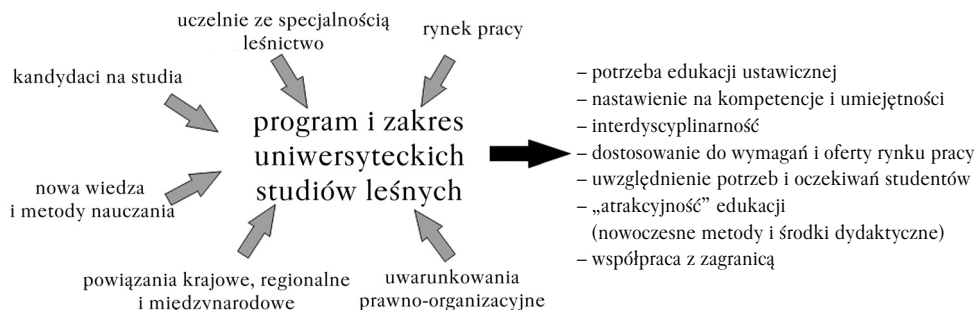 uczelnie ze specjalnością
leśnictwo
rynek pracy
kandydaci na studia
program i zakres
uniwersyteckich
studiów leśnych
nowa wiedza
i metody nauczania
powiązania krajowe, regionalne
i międzynarodowe
uwarunkowania
prawno-organizacyjne
– potrzeba edukacji ustawicznej
– nastawienie na kompetencje i umiejętności
– interdyscyplinarność
– dostosowanie do wymagań i oferty rynku pracy
– uwzględnienie potrzeb i oczekiwań studentów
– „atrakcyjność” edukacji
(nowoczesne metody i środki dydaktyczne)
– współpraca z zagranicą